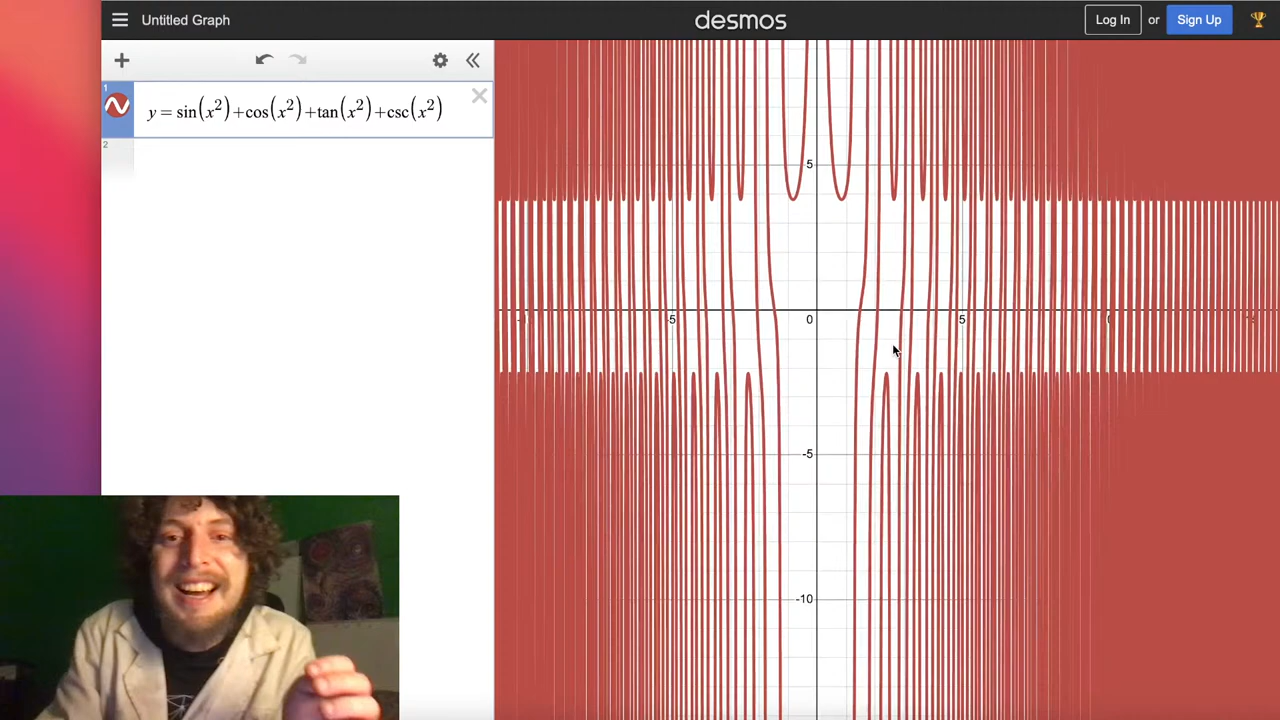 Untitled Graph
desmos
Log In or Sign Up
1
y = sin(x²)+cos(x²)+tan(x²)+csc(x²)
2
5
-5
0
5
-5
-10